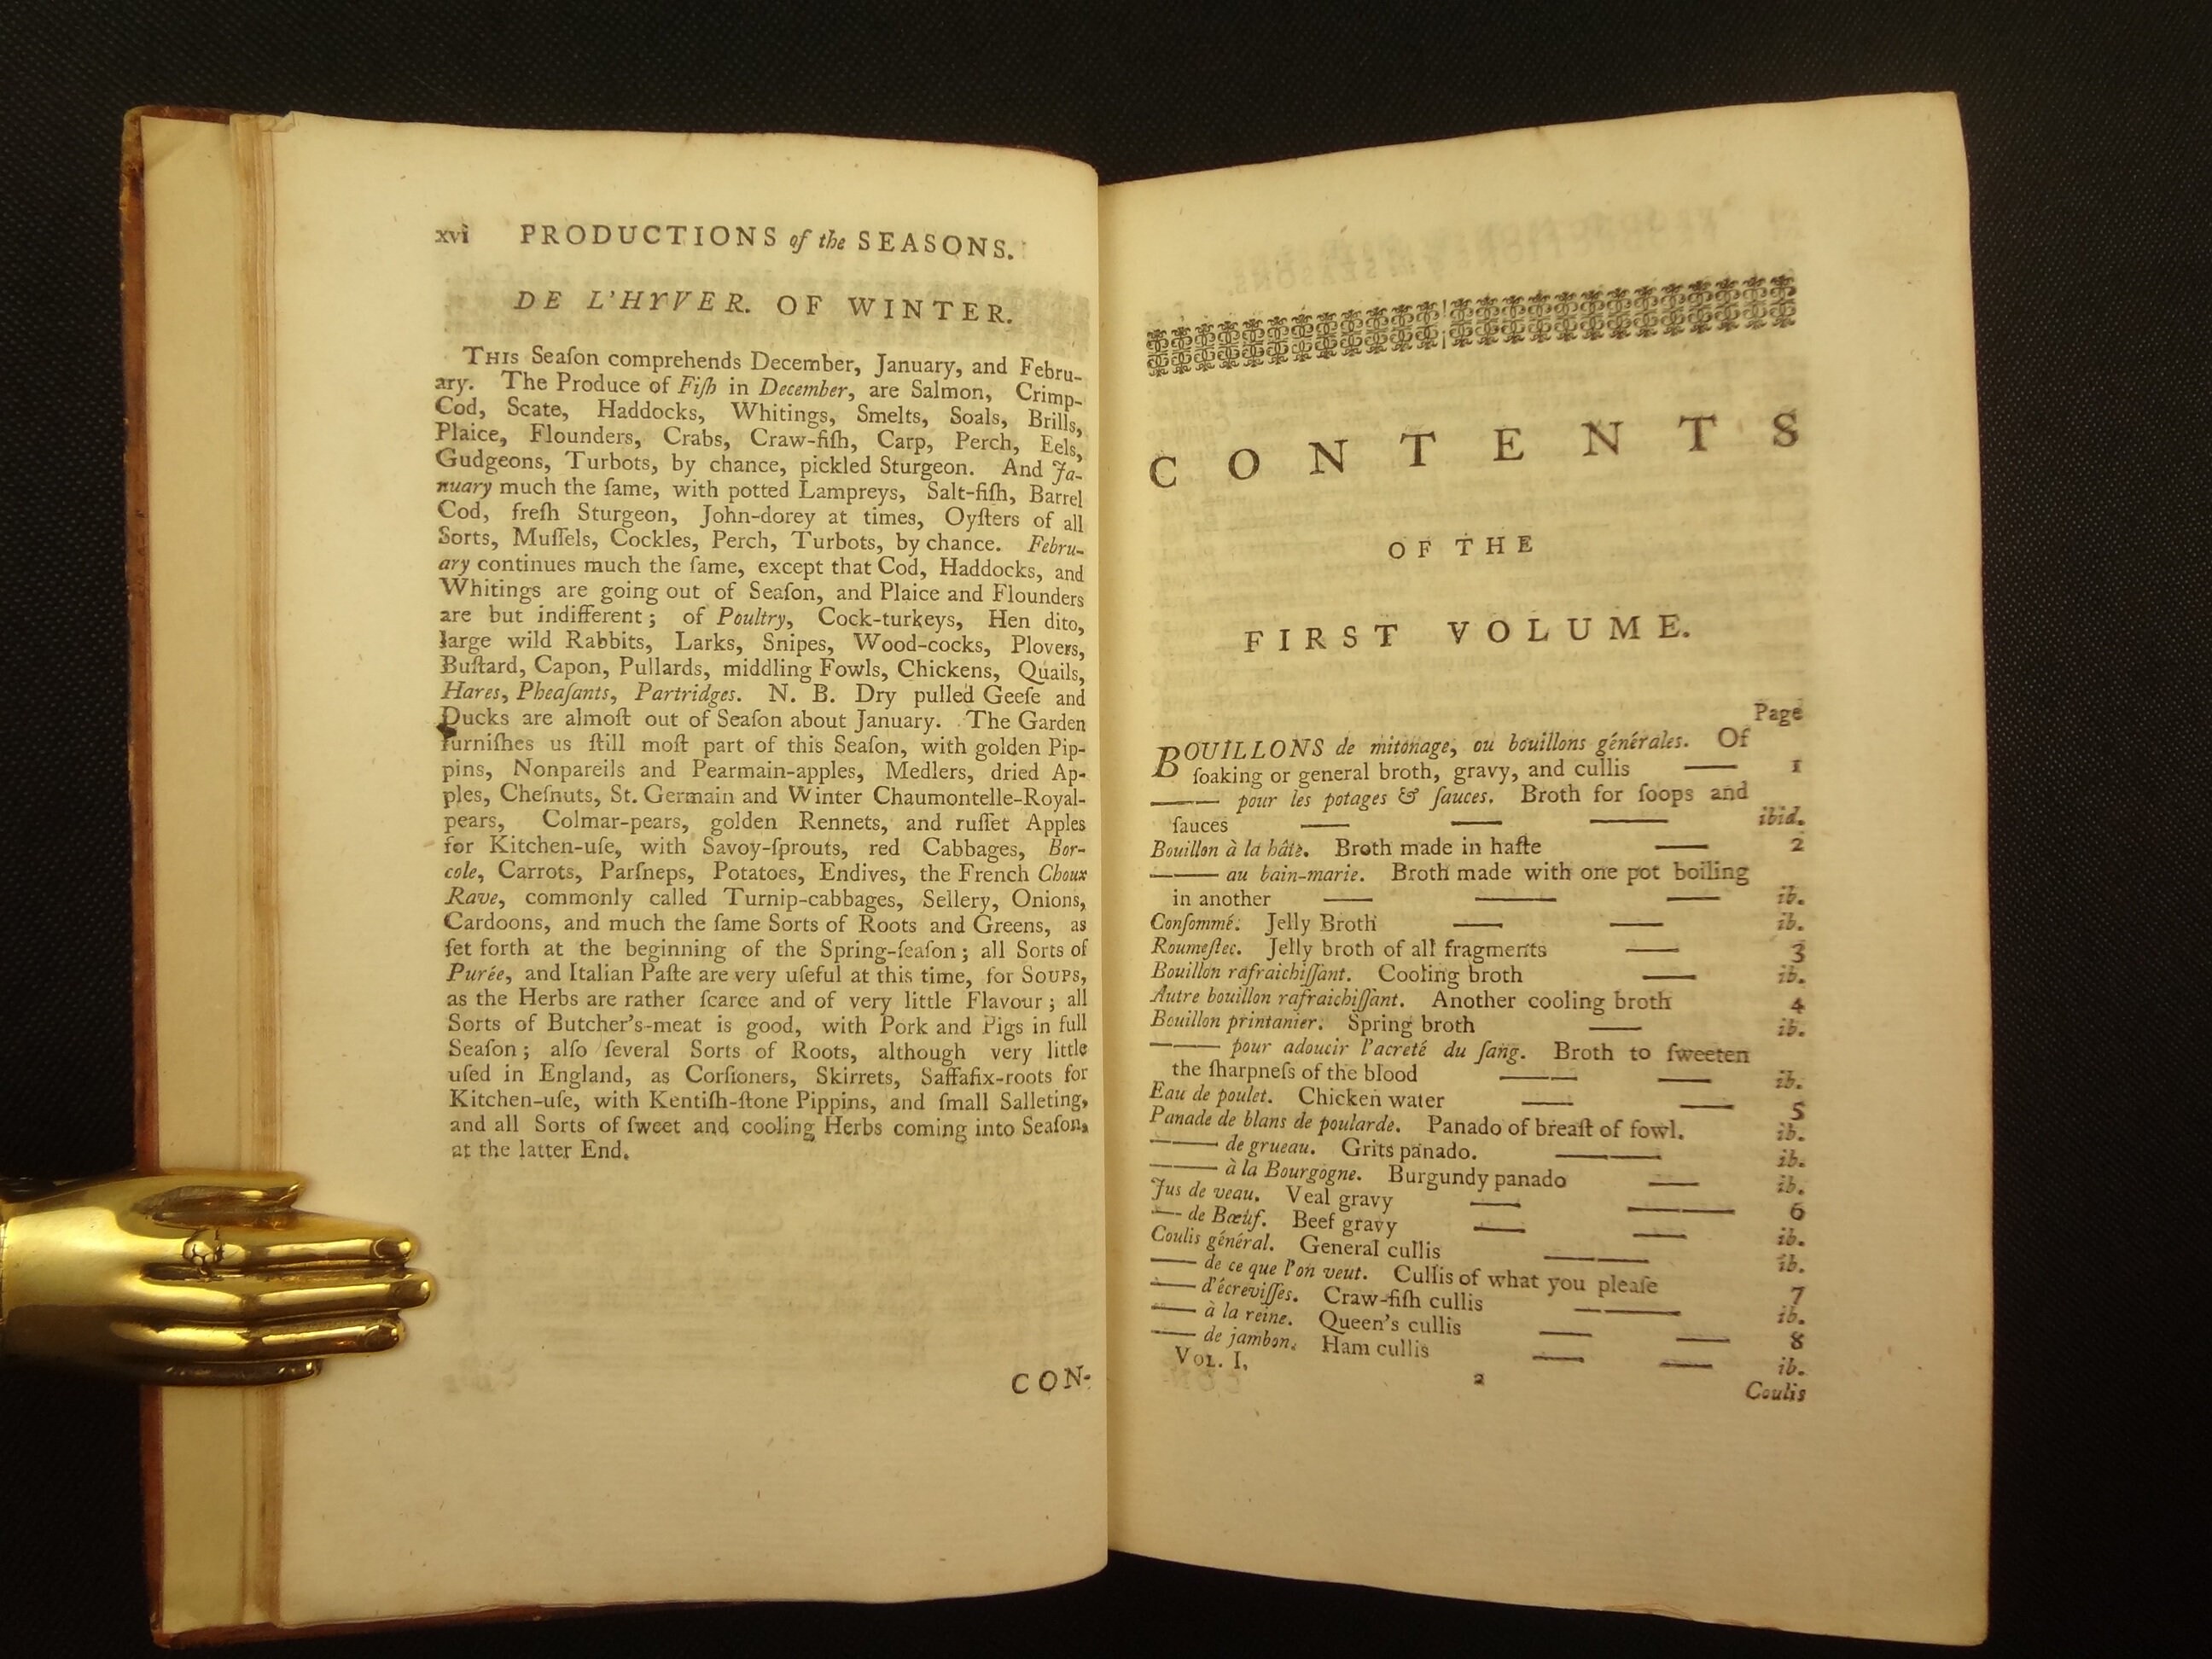 xvi PRODUCTIONS of the SEASONS.
DE L'HYVER. OF WINTER.
THIS Seaſon comprehends December, January, and Febru-
ary. The Produce of Fiſh in December, are Salmon, Crimp-
Cod, Scate, Haddocks, Whitings, Smelts, Soals, Brills,
Plaice, Flounders, Crabs, Craw-fiſh, Carp, Perch, Eels,
Gudgeons, Turbots, by chance, pickled Sturgeon. And Ja-
nuary much the ſame, with potted Lampreys, Salt-fiſh, Barrel
Cod, freſh Sturgeon, John-dorey at times, Oyſters of all
Sorts, Muſſels, Cockles, Perch, Turbots, by chance. Febru-
ary continues much the ſame, except that Cod, Haddocks, and
Whitings are going out of Seaſon, and Plaice and Flounders
are but indifferent; of Poultry, Cock-turkeys, Hen dito,
large wild Rabbits, Larks, Snipes, Wood-cocks, Plovers,
Buſtard, Capon, Pullards, middling Fowls, Chickens, Quails,
Hares, Pheaſants, Partridges. N. B. Dry pulled Geeſe and
Ducks are almoſt out of Seaſon about January. The Garden
furniſhes us ſtill moſt part of this Seaſon, with golden Pip-
pins, Nonpareils and Pearmain-apples, Medlers, dried Ap-
ples, Cheſnuts, St. Germain and Winter Chaumontelle-Royal-
pears, Colmar-pears, golden Rennets, and ruſſet Apples
for Kitchen-uſe, with Savoy-ſprouts, red Cabbages, Bor-
cole, Carrots, Parſneps, Potatoes, Endives, the French Choux
Rave, commonly called Turnip-cabbages, Sellery, Onions,
Cardoons, and much the ſame Sorts of Roots and Greens, as
ſet forth at the beginning of the Spring-ſeaſon; all Sorts of
Purée, and Italian Paſte are very uſeful at this time, for SOUPS,
as the Herbs are rather ſcarce and of very little Flavour; all
Sorts of Butcher's-meat is good, with Pork and Pigs in full
Seaſon; alſo ſeveral Sorts of Roots, although very little
uſed in England, as Corſioners, Skirrets, Saffafix-roots for
Kitchen-uſe, with Kentiſh-ſtone Pippins, and ſmall Salleting,
and all Sorts of ſweet and cooling Herbs coming into Seaſon,
at the latter End.
CON-
CONTENTS
OF THE
FIRST VOLUME.
Page
BOUILLONS de mitonage, ou bouillons générales. Of
ſoaking or general broth, gravy, and cullis — 1
—— pour les potages & ſauces. Broth for ſoops and
ſauces — — — ibid.
Bouillon à la hâte. Broth made in haſte — 2
—— au bain-marie. Broth made with one pot boiling
in another — — — ib.
Conſommé. Jelly Broth — — ib.
Roumeſtec. Jelly broth of all fragments — 3
Bouillon rafraichiſſant. Cooling broth — ib.
Autre bouillon rafraichiſſant. Another cooling broth 4
Bouillon printanier. Spring broth — ib.
—— pour adoucir l'acreté du ſang. Broth to ſweeten
the ſharpneſs of the blood — — ib.
Eau de poulet. Chicken water — — 5
Panade de blans de poularde. Panado of breaſt of fowl. ib.
—— de grueau. Grits panado. — ib.
—— à la Bourgogne. Burgundy panado — ib.
Jus de veau. Veal gravy — — 6
— de Bœuf. Beef gravy — — ib.
Coulis général. General cullis — ib.
—— de ce que l'on veut. Cullis of what you pleaſe 7
—— d'écreviſſes. Craw-fiſh cullis — ib.
—— à la reine. Queen's cullis — — 8
—— de jambon. Ham cullis — — ib.
VOL. I, 2 Coulis